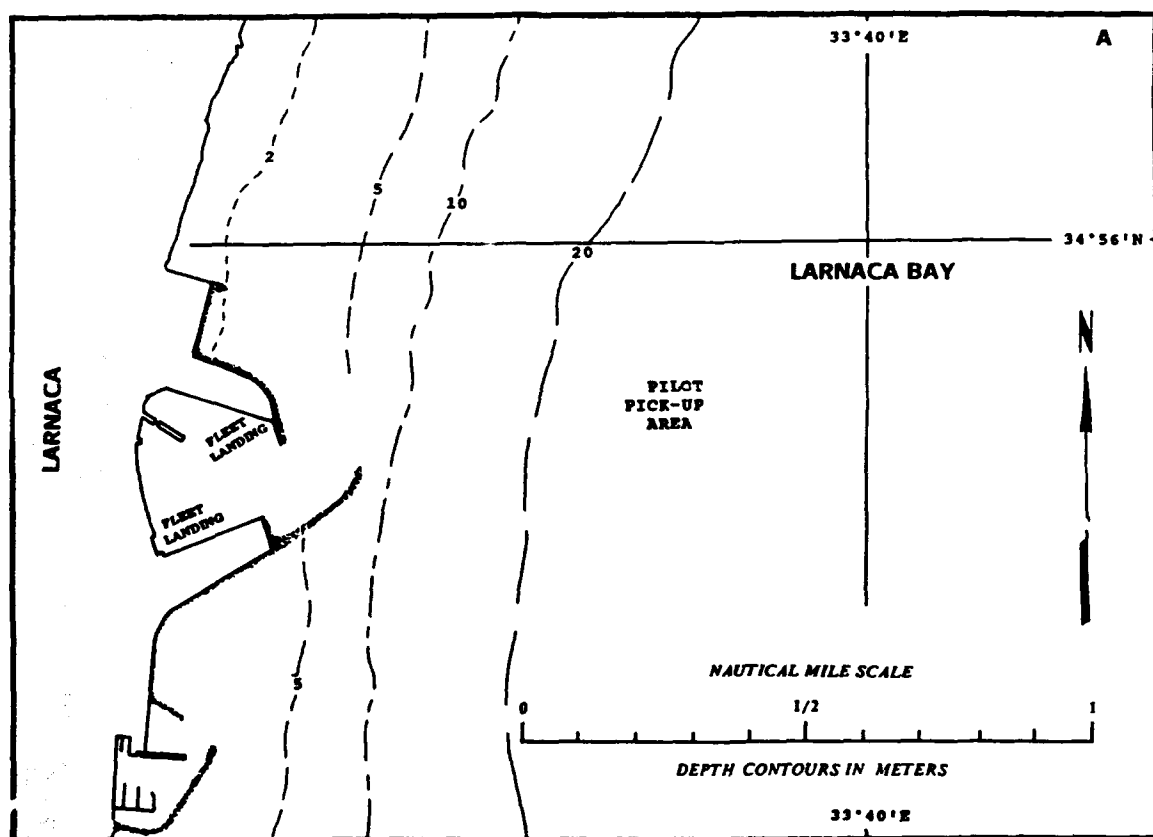 33°40'E
A
2
5
10
34°56'N
20
LARNACA BAY
N
LARNACA
PILOT
PICK-UP
AREA
FLEET
LANDING
FLEET
LANDING
5
NAUTICAL MILE SCALE
0 1/2 1
DEPTH CONTOURS IN METERS
33°40'E